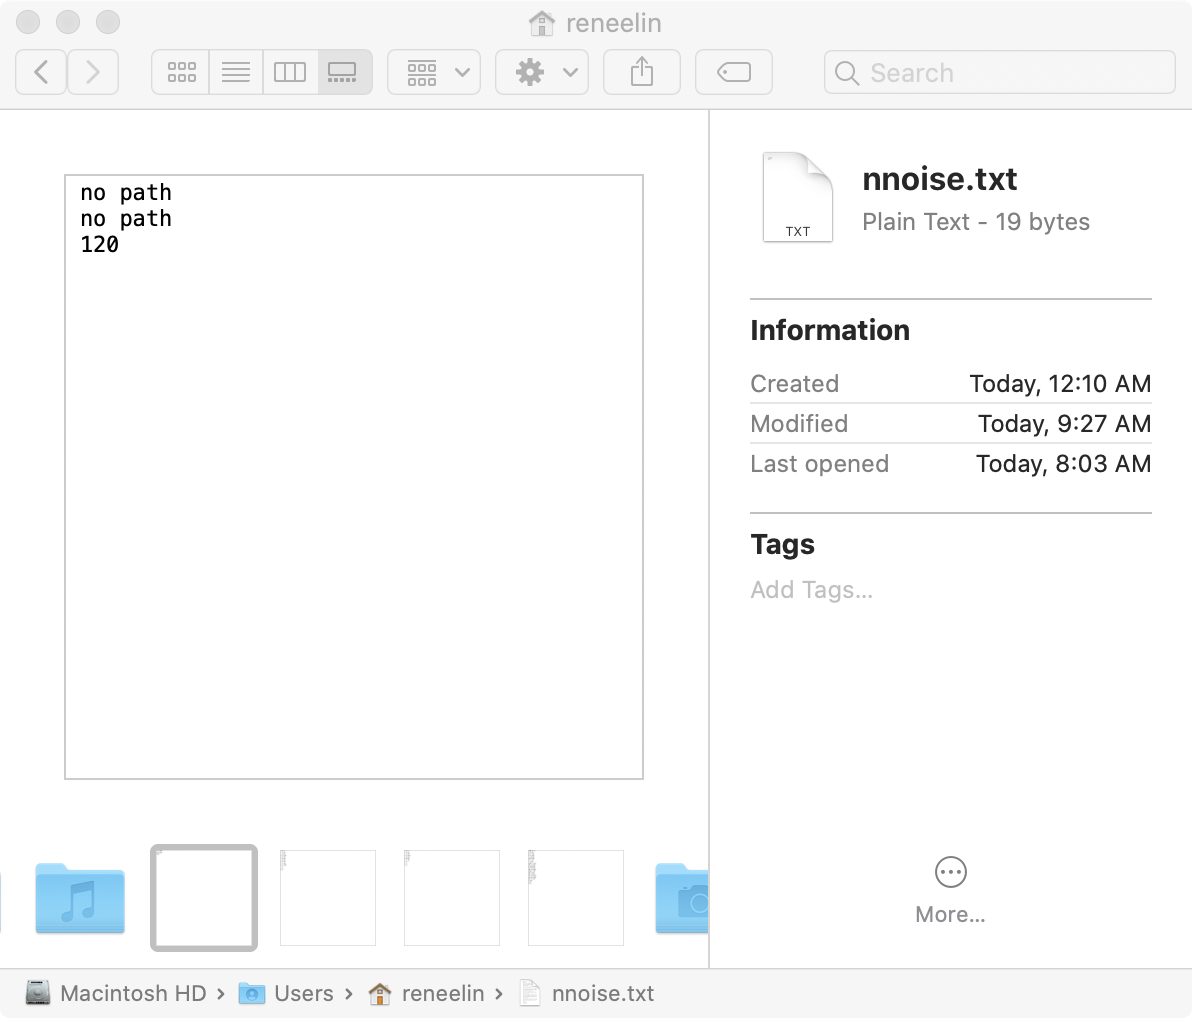 reneelin
Search
no path
no path
120
TXT
nnoise.txt
Plain Text - 19 bytes
Information
Created Today, 12:10 AM
Modified Today, 9:27 AM
Last opened Today, 8:03 AM
Tags
Add Tags...
More...
Macintosh HD › Users › reneelin › nnoise.txt